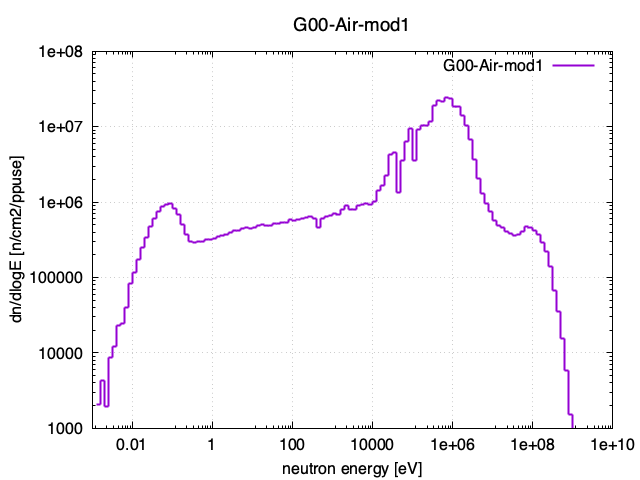 G00-Air-mod1
G00-Air-mod1
dn/dlogE [n/cm2/ppuse]
1e+08
1e+07
1e+06
100000
10000
1000
0.01 1 100 10000 1e+06 1e+08 1e+10
neutron energy [eV]